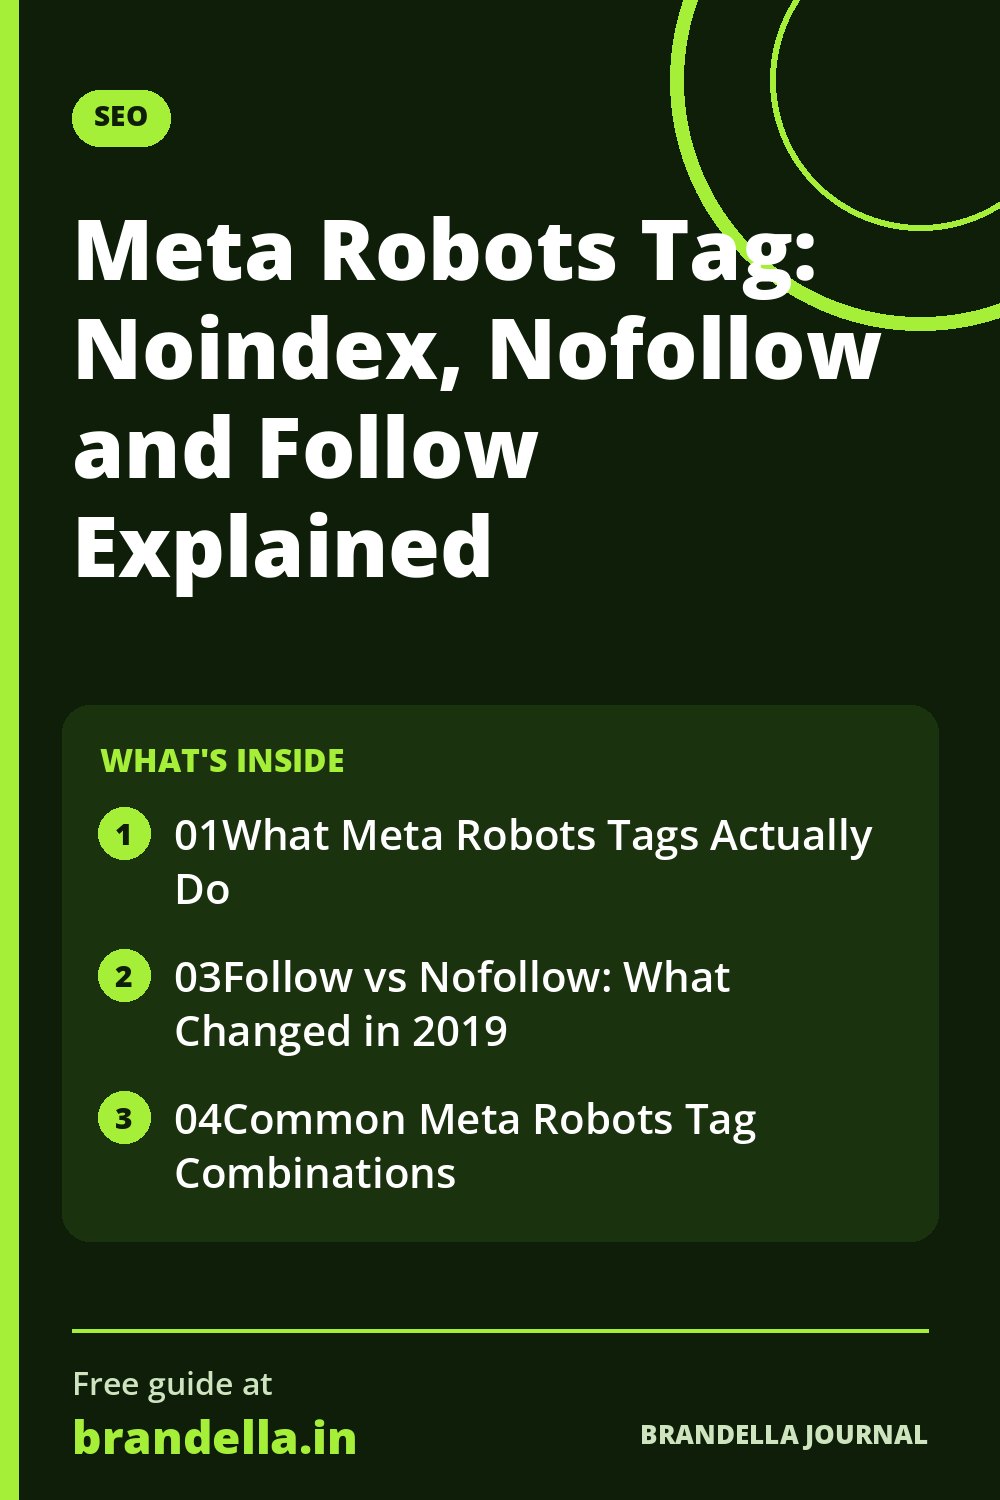 SEO
Meta Robots Tag:
Noindex, Nofollow
and Follow
Explained
WHAT'S INSIDE
1 01What Meta Robots Tags Actually
Do
2 03Follow vs Nofollow: What
Changed in 2019
3 04Common Meta Robots Tag
Combinations
Free guide at
brandella.in
BRANDELLA JOURNAL